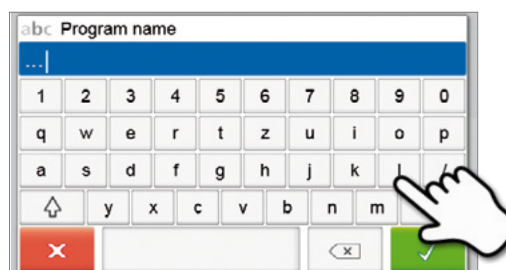 abc Program name
...
1 2 3 4 5 6 7 8 9 0
q w e r t z u i o p
a s d f g h j k l /
y x c v b n m